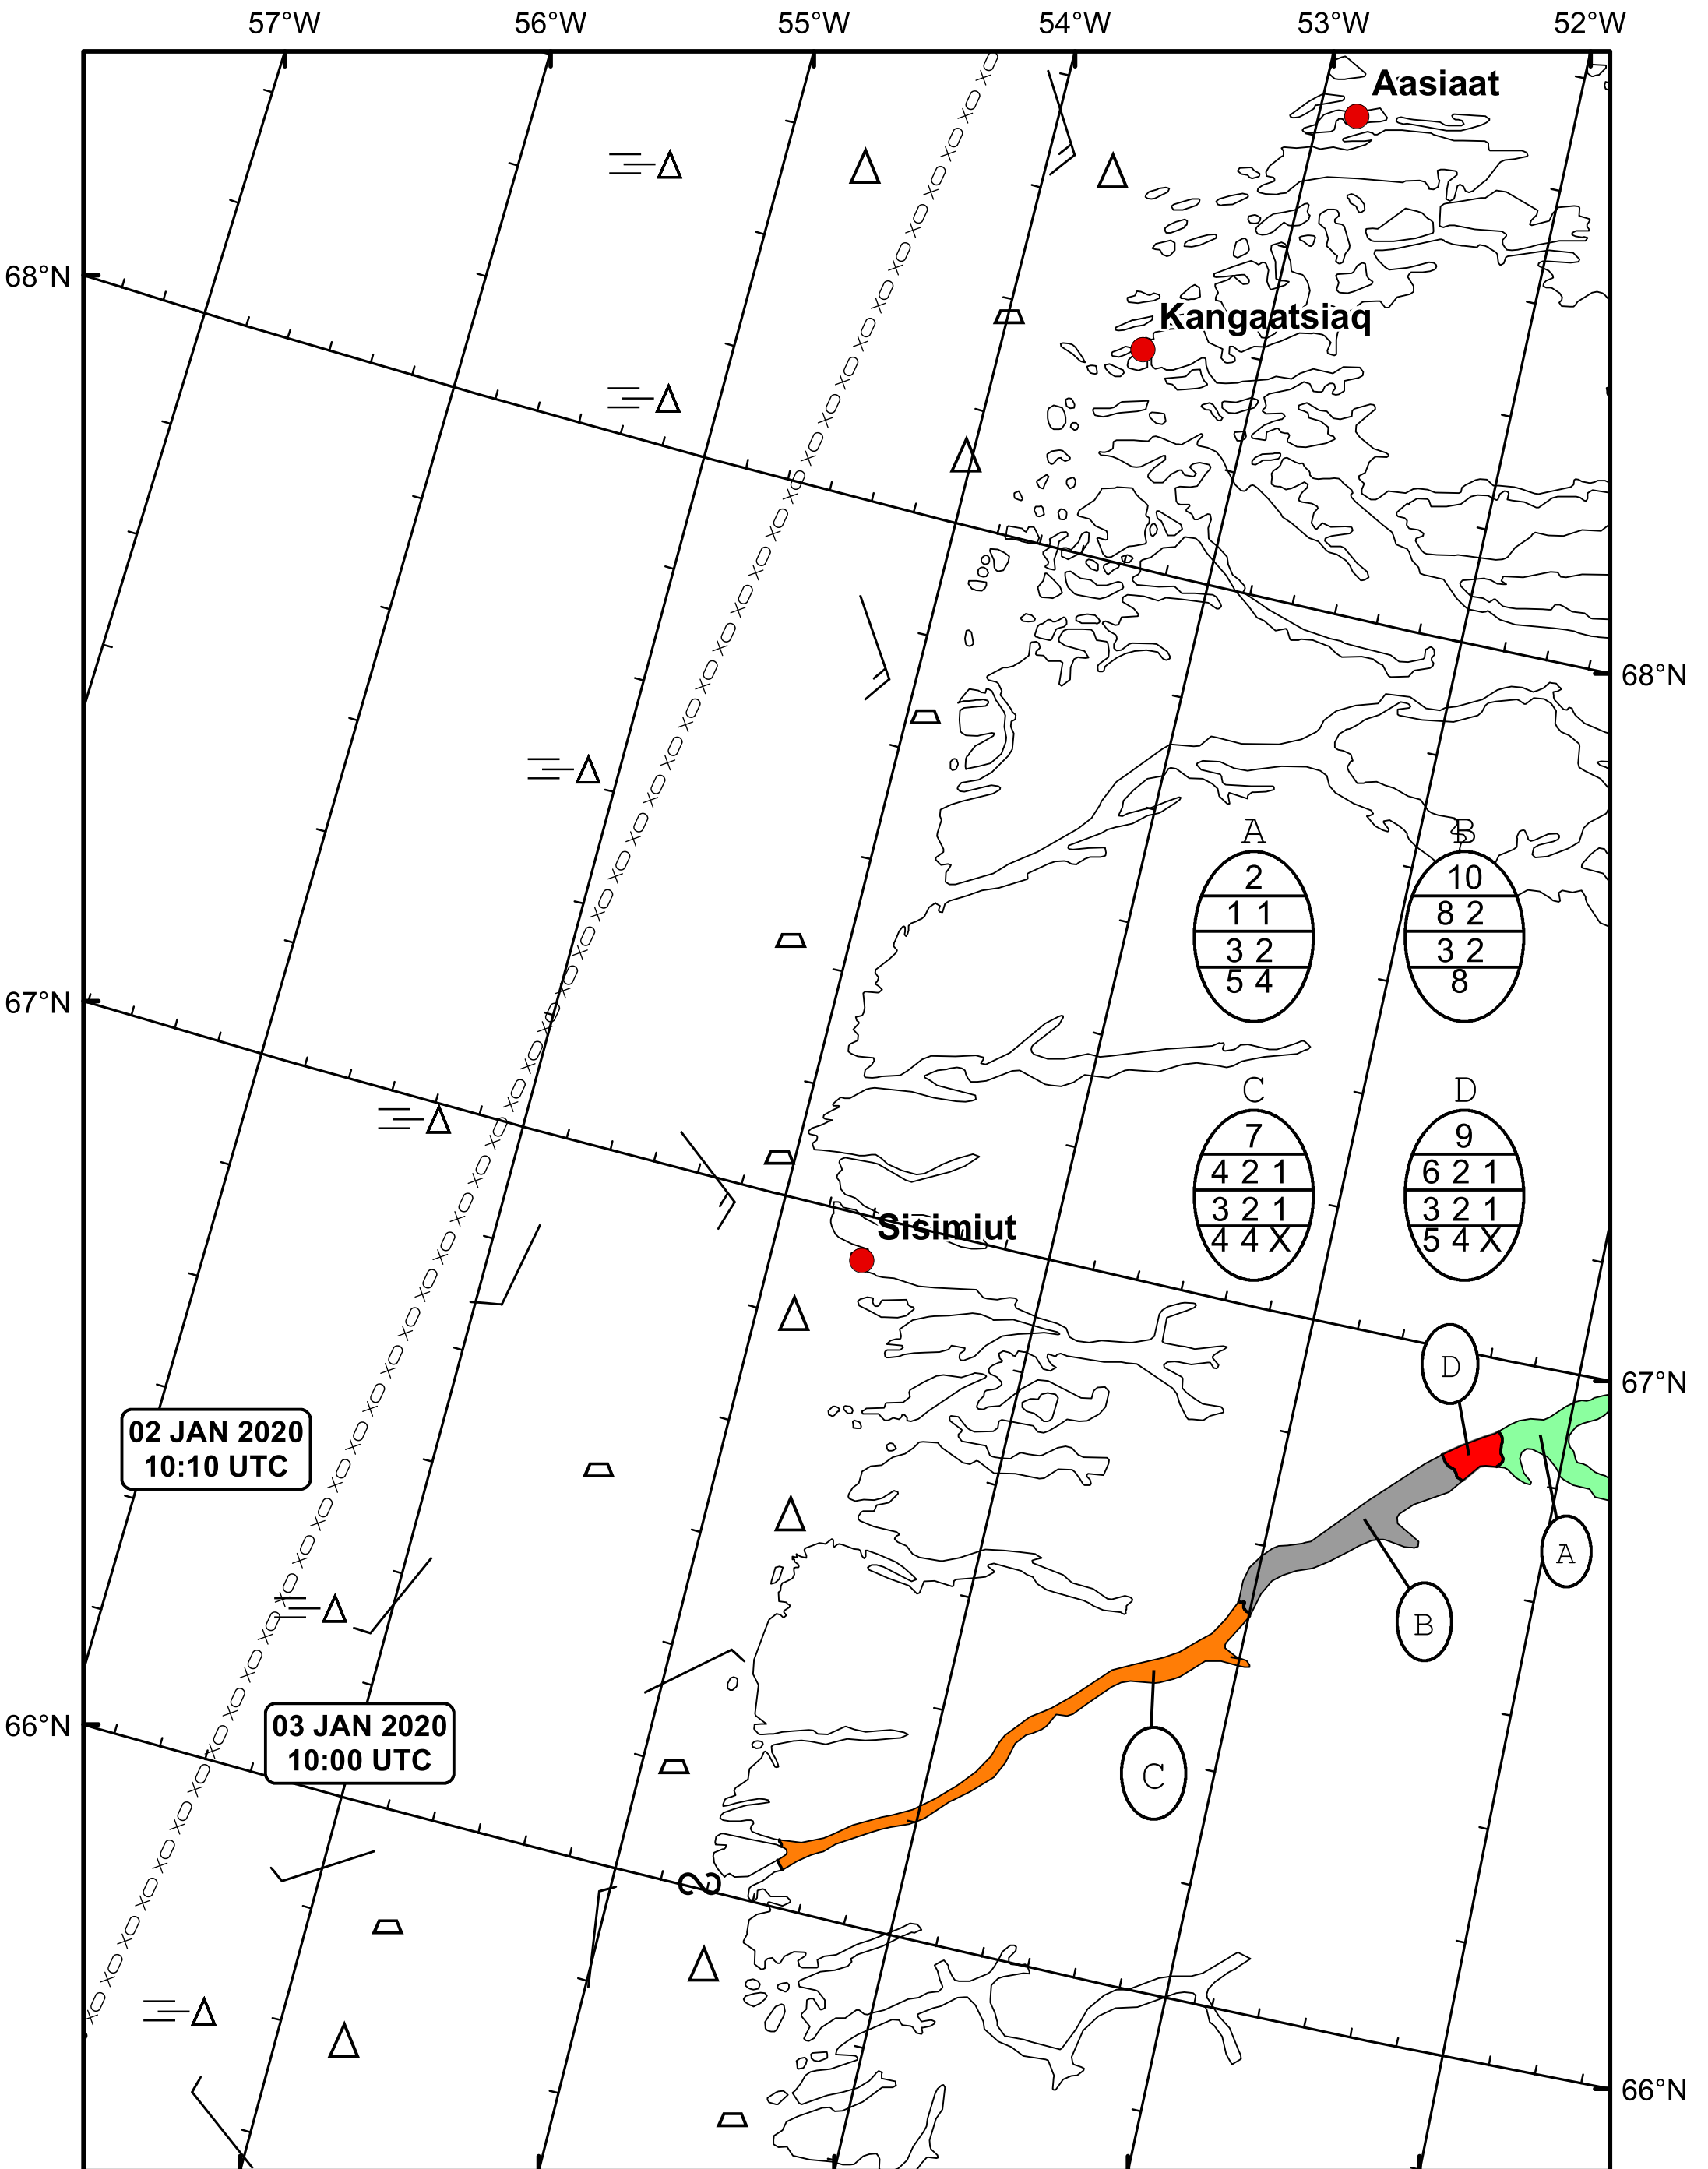 57°W 56°W 55°W 54°W 53°W 52°W
Aasiaat
68°N
Kangaatsiaq
68°N
A B
2 10
1 1 8 2
3 2 3 2
5 4 8
67°N
C D
7 9
4 2 1 6 2 1
3 2 1 3 2 1
4 4 X 5 4 X
Sisimiut
D
67°N
02 JAN 2020
10:10 UTC
A
B
66°N
03 JAN 2020
10:00 UTC
C
66°N